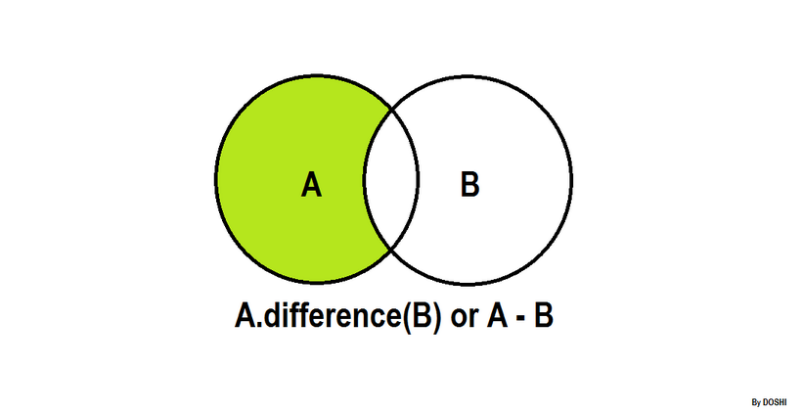 A B
A.difference(B) or A - B
By DOSHI